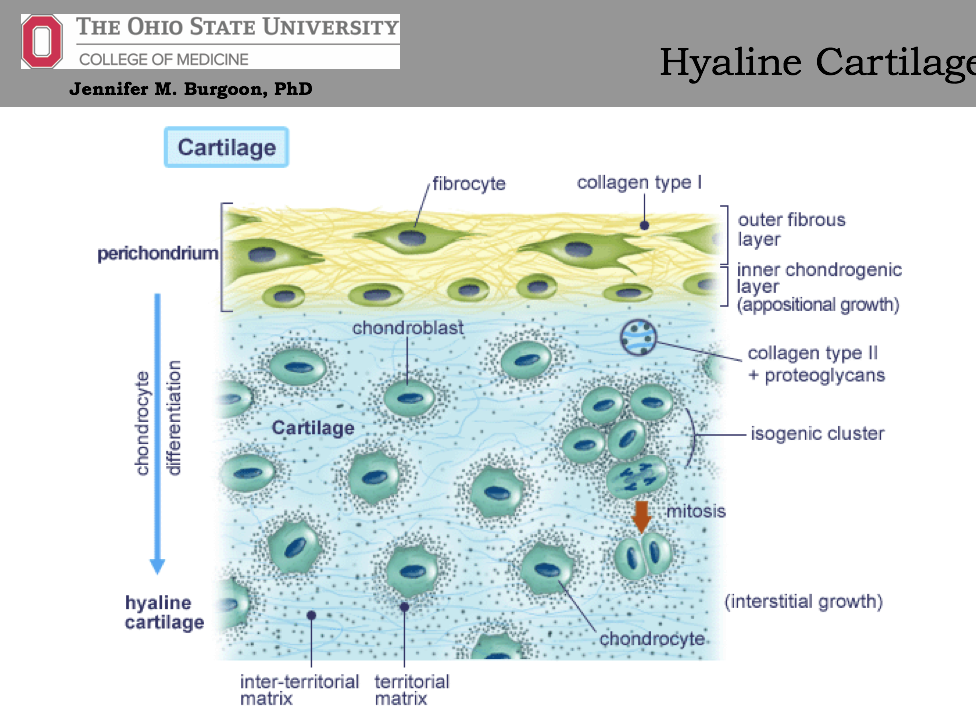 THE OHIO STATE UNIVERSITY
COLLEGE OF MEDICINE
Jennifer M. Burgoon, PhD
Hyaline Cartilage
Cartilage
fibrocyte
collagen type I
perichondrium
outer fibrous
layer
inner chondrogenic
layer
(appositional growth)
chondroblast
collagen type II
+ proteoglycans
chondrocyte
differentiation
Cartilage
isogenic cluster
mitosis
hyaline
cartilage
(interstitial growth)
chondrocyte
inter-territorial
matrix
territorial
matrix